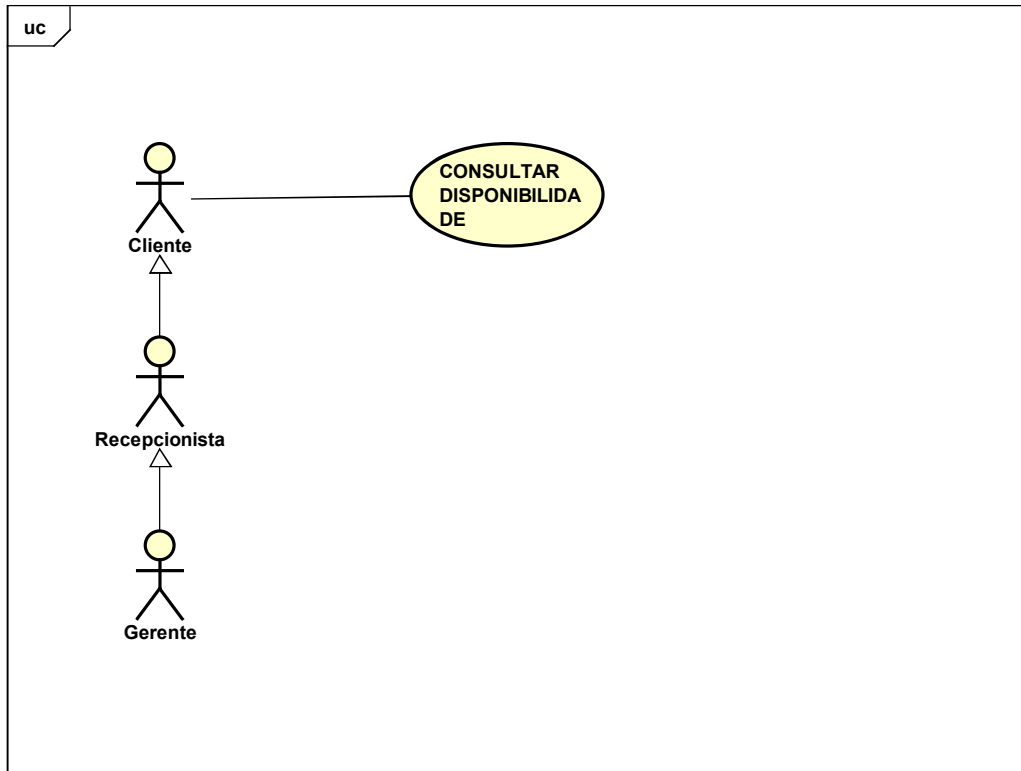 uc
CONSULTAR
DISPONIBILIDA
DE
Cliente
Recepcionista
Gerente